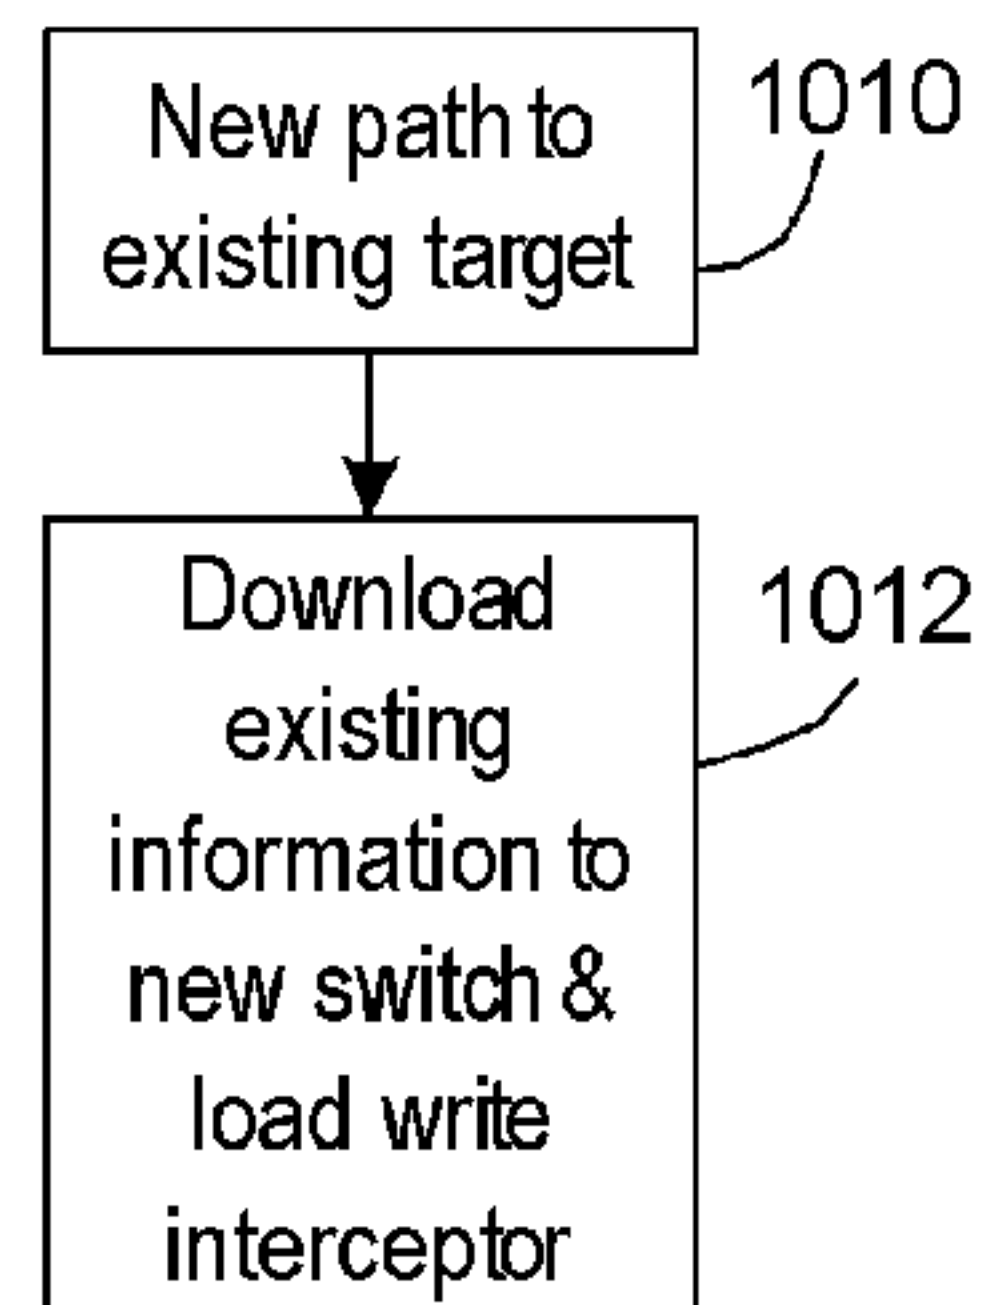 New path to
existing target
1010
Download
existing
information to
new switch &
load write
interceptor
1012